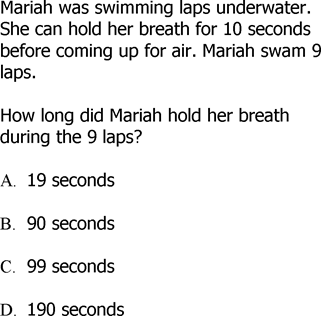 Mariah was swimming laps underwater.
She can hold her breath for 10 seconds
before coming up for air. Mariah swam 9
laps.
How long did Mariah hold her breath
during the 9 laps?
A. 19 seconds
B. 90 seconds
C. 99 seconds
D. 190 seconds